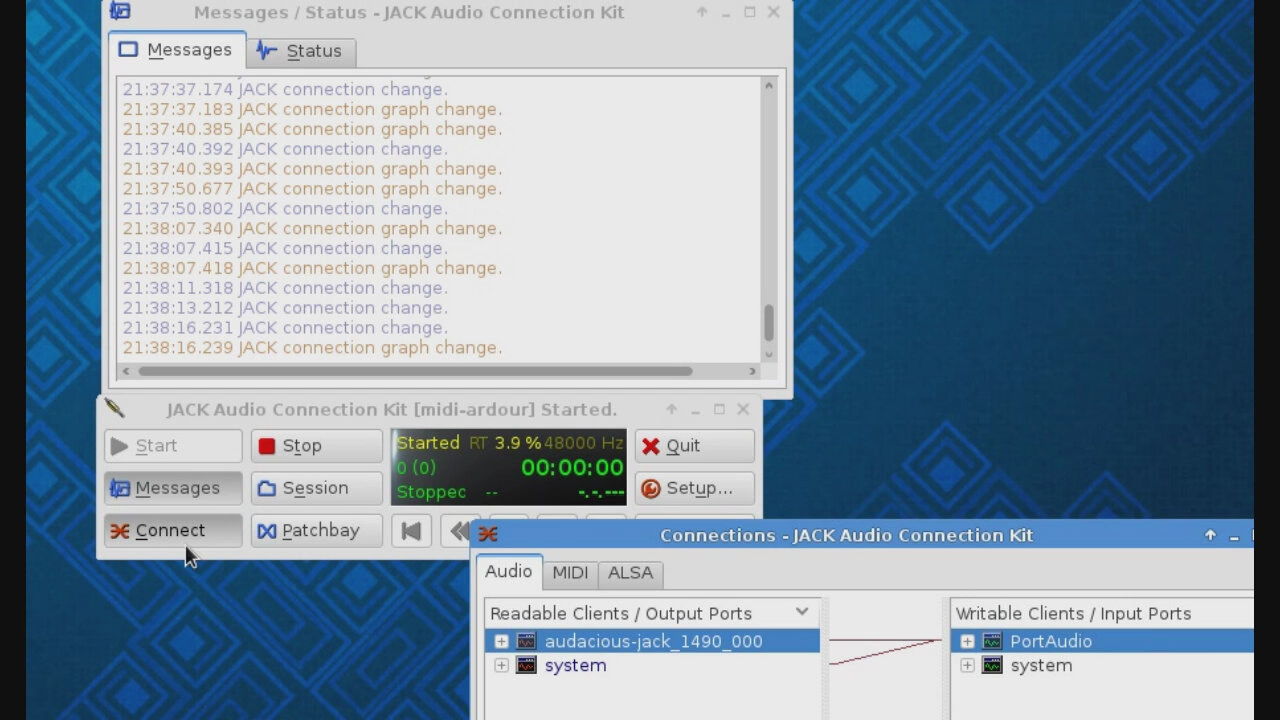 Messages / Status - JACK Audio Connection Kit
Messages Status
21:37:37.174 JACK connection change.
21:37:37.183 JACK connection graph change.
21:37:40.385 JACK connection graph change.
21:37:40.392 JACK connection change.
21:37:40.393 JACK connection graph change.
21:37:50.677 JACK connection graph change.
21:37:50.802 JACK connection change.
21:38:07.340 JACK connection graph change.
21:38:07.415 JACK connection change.
21:38:07.418 JACK connection graph change.
21:38:11.318 JACK connection change.
21:38:13.212 JACK connection change.
21:38:16.231 JACK connection change.
21:38:16.239 JACK connection graph change.
JACK Audio Connection Kit [midi-ardour] Started.
Start Stop Started RT 3.9 % 48000 Hz Quit
0 (0) 00:00:00
Messages Session Stoppec -- -.-.--- Setup...
Connect Patchbay
Connections - JACK Audio Connection Kit
Audio MIDI ALSA
Readable Clients / Output Ports Writable Clients / Input Ports
audacious-jack_1490_000 PortAudio
system system